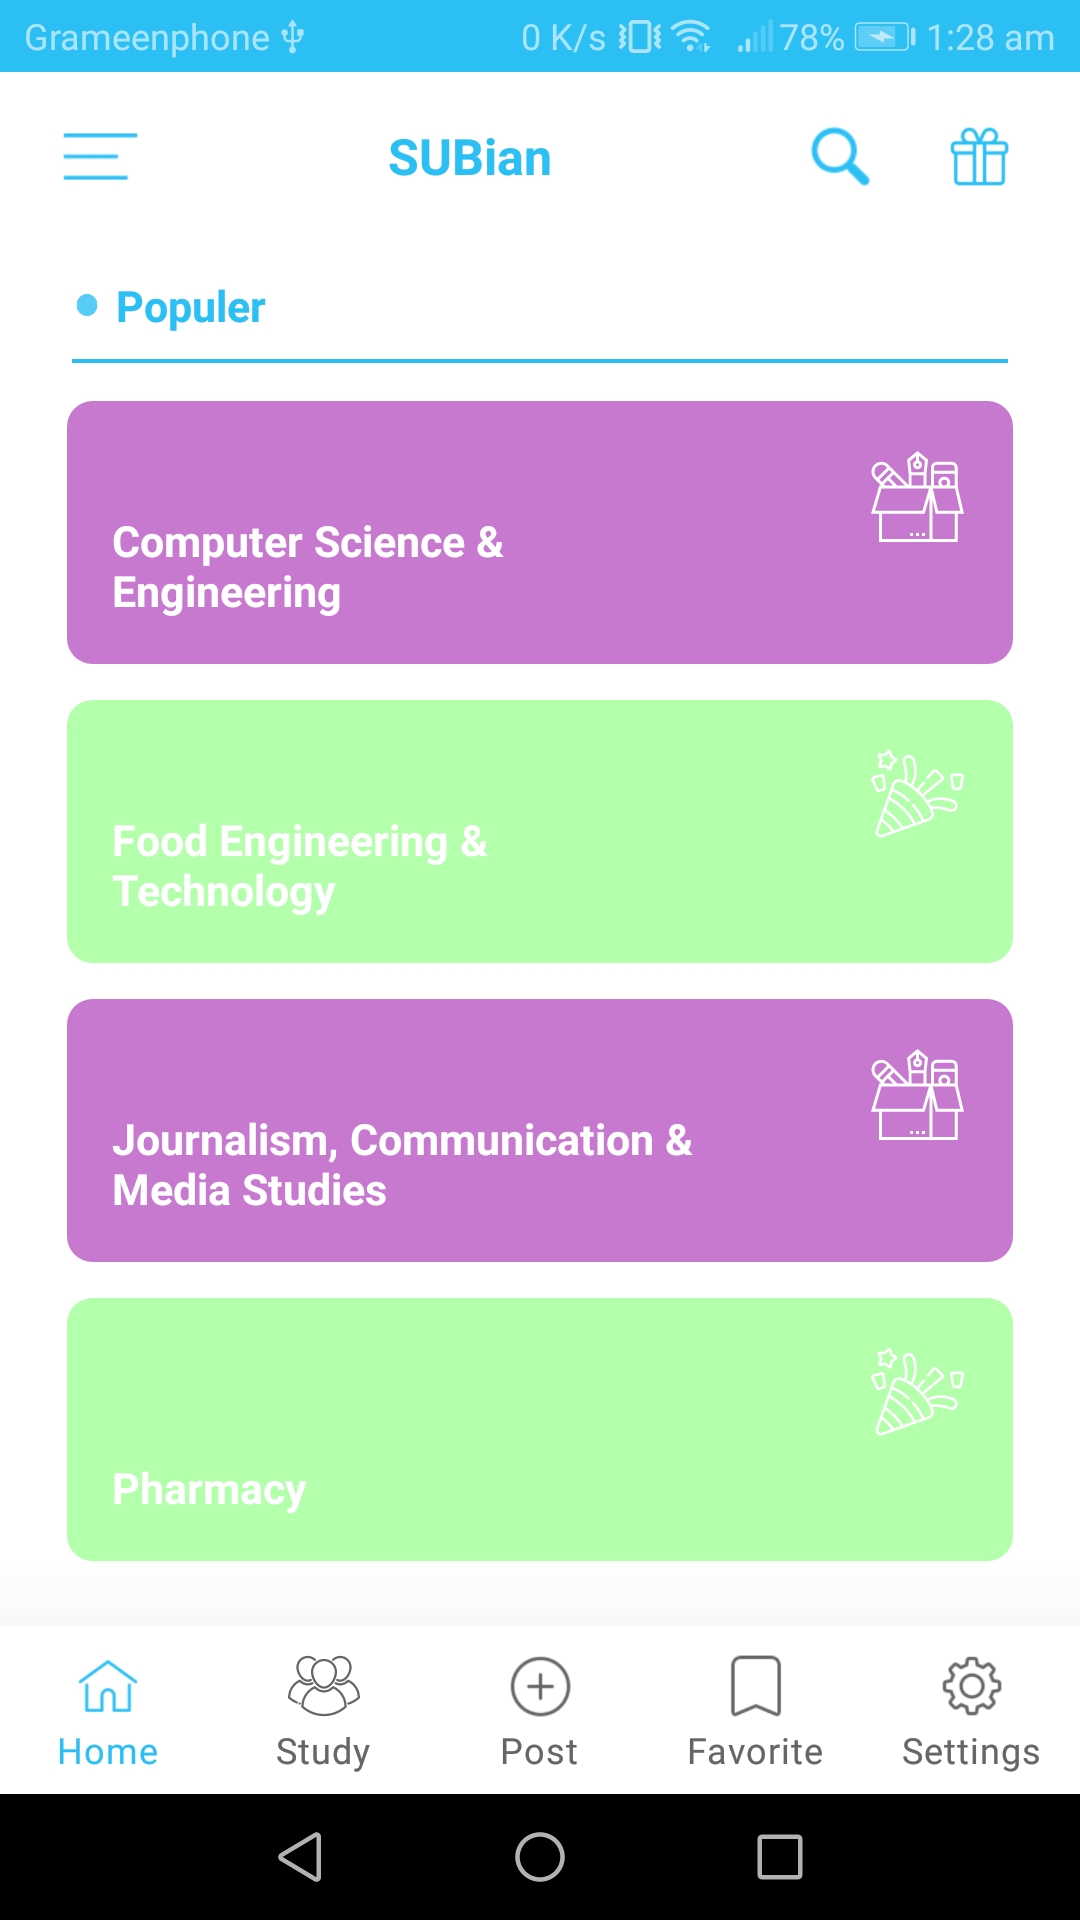 Grameenphone 0 K/s 78% 1:28 am
SUBian
Populer
Computer Science &
Engineering
Food Engineering &
Technology
Journalism, Communication &
Media Studies
Pharmacy
Home Study Post Favorite Settings